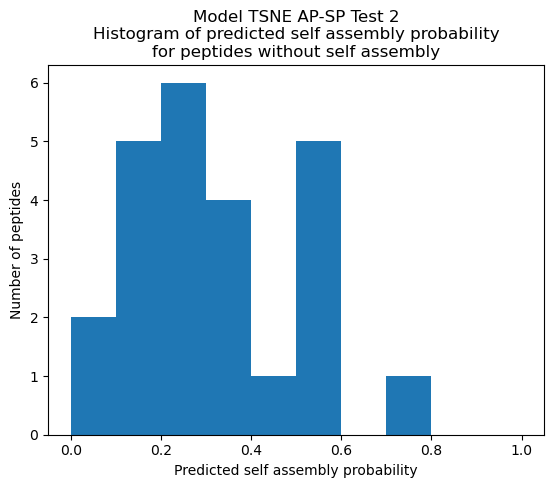 Model TSNE AP-SP Test 2
Histogram of predicted self assembly probability
for peptides without self assembly
6
5
4
3
2
1
0
Number of peptides
0.0 0.2 0.4 0.6 0.8 1.0
Predicted self assembly probability